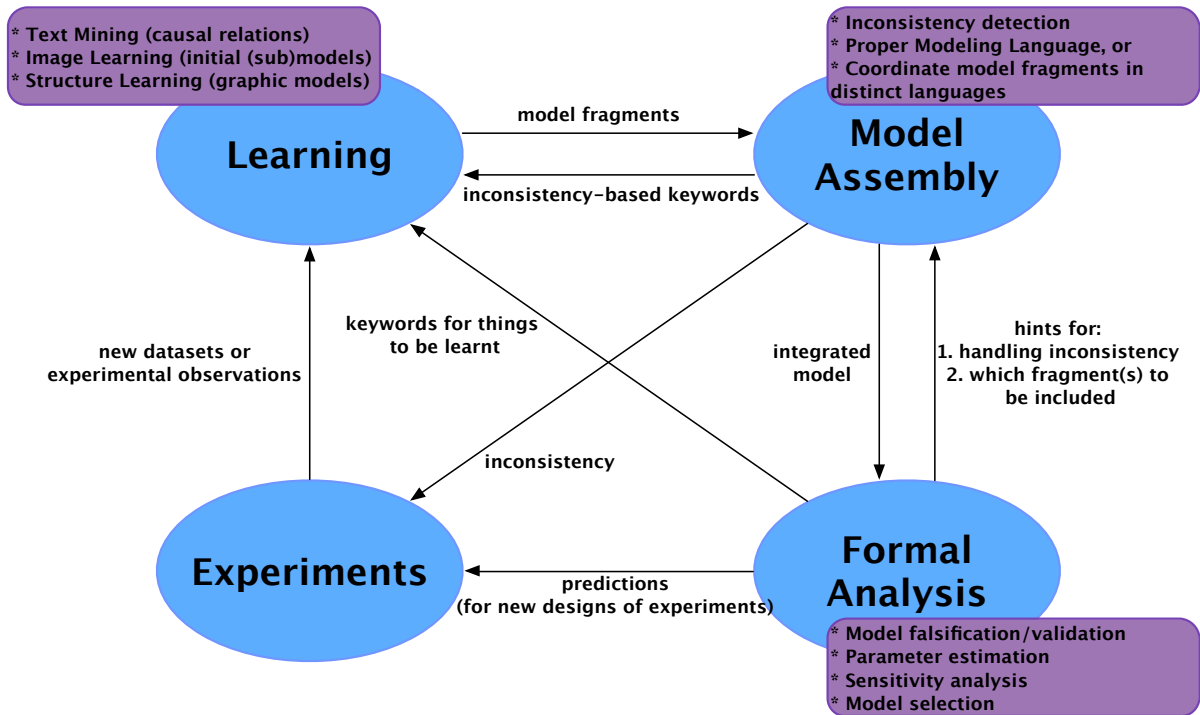 * Text Mining (causal relations)
* Image Learning (initial (sub)models)
* Structure Learning (graphic models)
* Inconsistency detection
* Proper Modeling Language, or
* Coordinate model fragments in
distinct languages
Learning
model fragments
Model
Assembly
inconsistency-based keywords
keywords for things
to be learnt
new datasets or
experimental observations
integrated
model
hints for:
1. handling inconsistency
2. which fragment(s) to
be included
inconsistency
Experiments
predictions
(for new designs of experiments)
Formal
Analysis
* Model falsification/validation
* Parameter estimation
* Sensitivity analysis
* Model selection